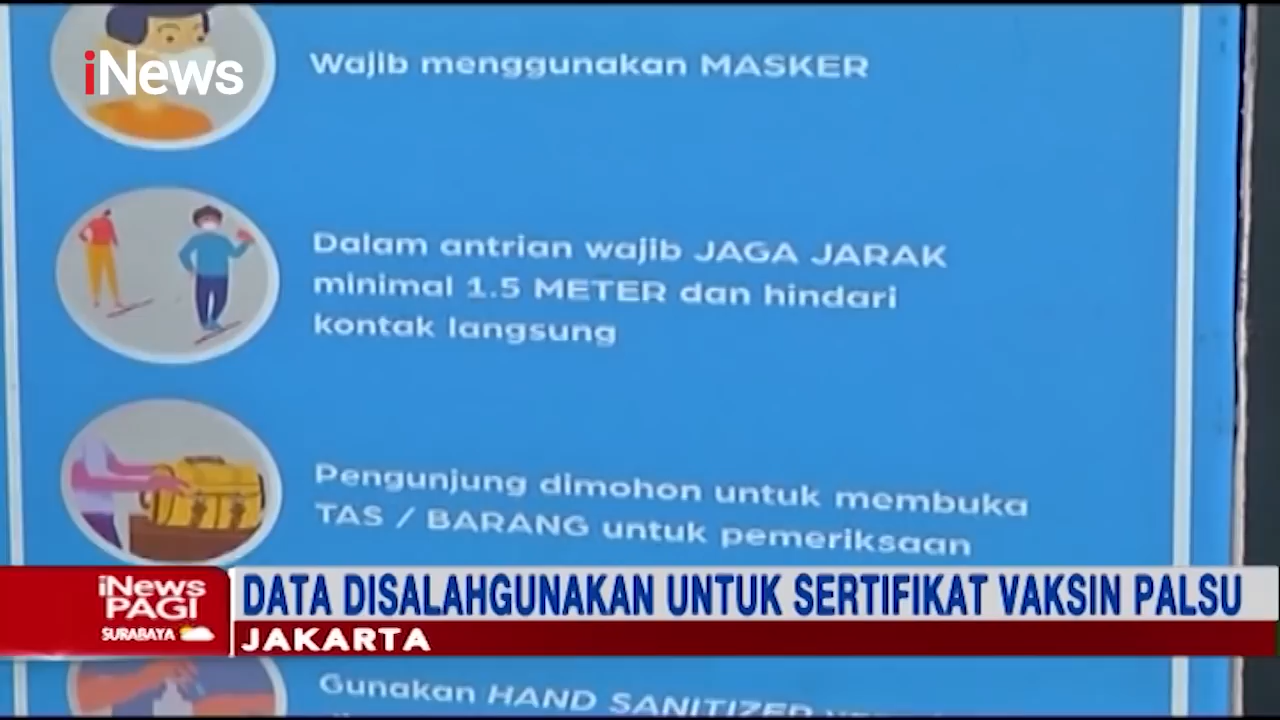 iNews
Wajib menggunakan MASKER
Dalam antrian wajib JAGA JARAK
minimal 1.5 METER dan hindari
kontak langsung
Pengunjung dimohon untuk membuka
TAS / BARANG untuk pemeriksaan
iNews
PAGI
SURABAYA
DATA DISALAHGUNAKAN UNTUK SERTIFIKAT VAKSIN PALSU
JAKARTA
Gunakan HAND SANITIZER